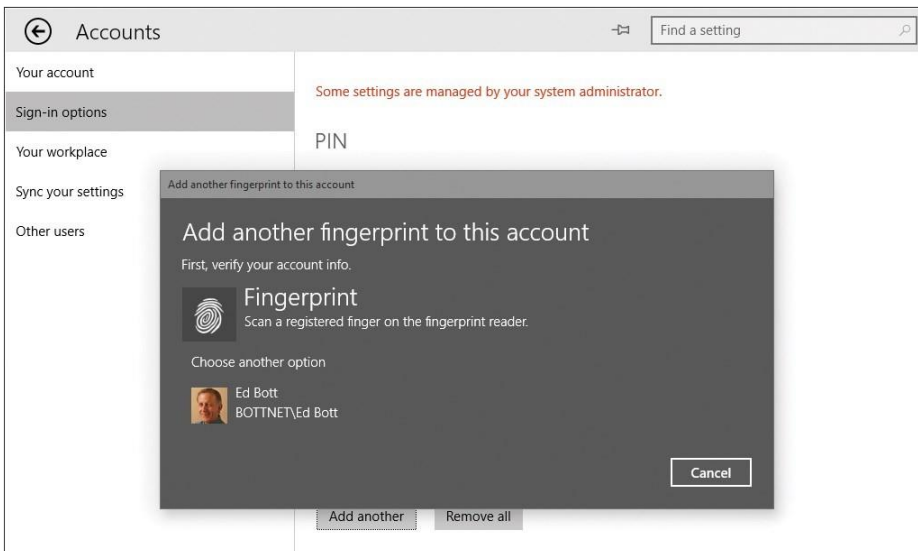 Accounts
Find a setting
Your account
Some settings are managed by your system administrator.
Sign-in options
PIN
Your workplace
Sync your settings
Other users
Add another fingerprint to this account
Add another fingerprint to this account
First, verify your account info.
Fingerprint
Scan a registered finger on the fingerprint reader.
Choose another option
Ed Bott
BOTTNET\Ed Bott
Cancel
Add another
Remove all